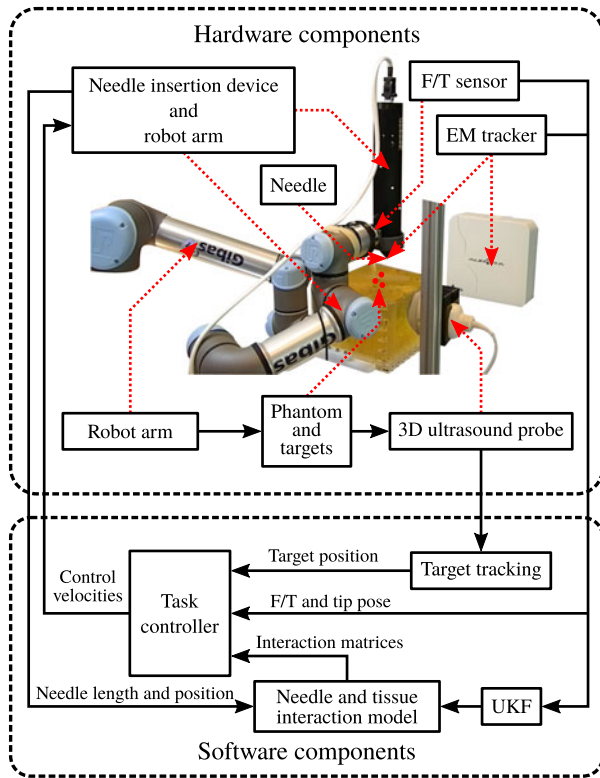 Hardware components
Needle insertion device
and
robot arm
F/T sensor
EM tracker
Needle
Gibas
Gibas
Robot arm
Phantom
and
targets
3D ultrasound probe
Target position
Target tracking
Control
velocities
Task
controller
F/T and tip pose
Interaction matrices
Needle length and position
Needle and tissue
interaction model
UKF
Software components